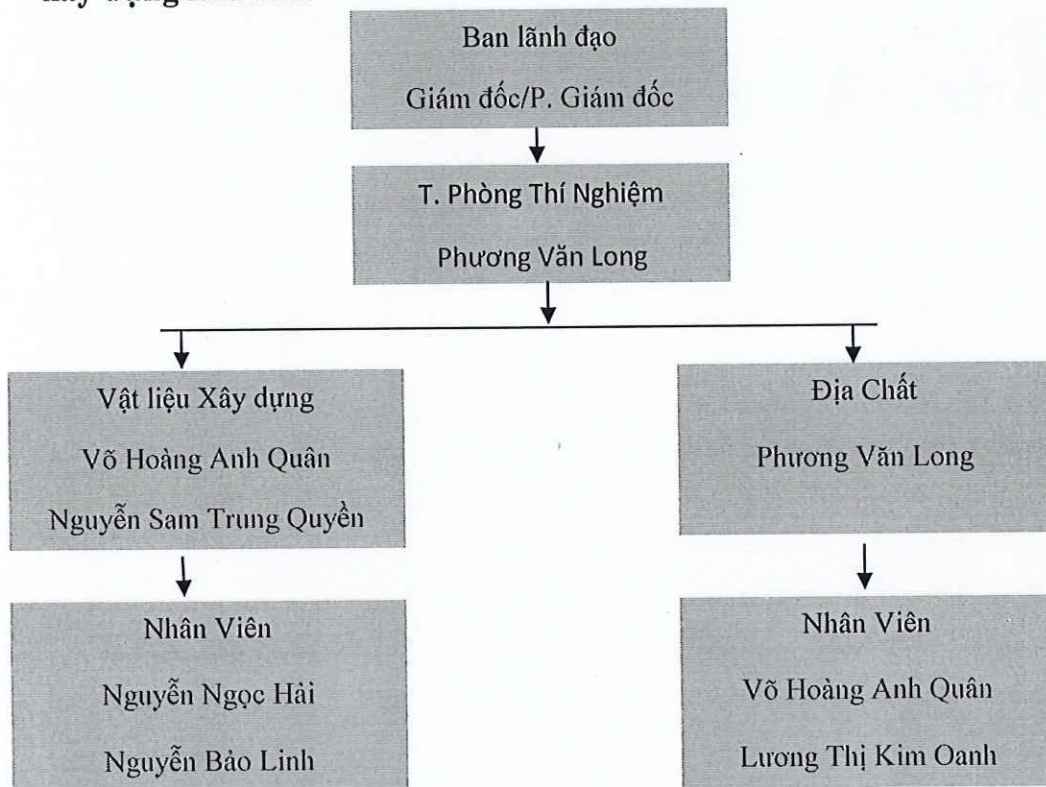 Ban lãnh đạo
Giám đốc/P. Giám đốc
T. Phòng Thí Nghiệm
Phương Văn Long
Vật liệu Xây dựng
Võ Hoàng Anh Quân
Nguyễn Sam Trung Quyền
Địa Chất
Phương Văn Long
Nhân Viên
Nguyễn Ngọc Hải
Nguyễn Bảo Linh
Nhân Viên
Võ Hoàng Anh Quân
Lương Thị Kim Oanh